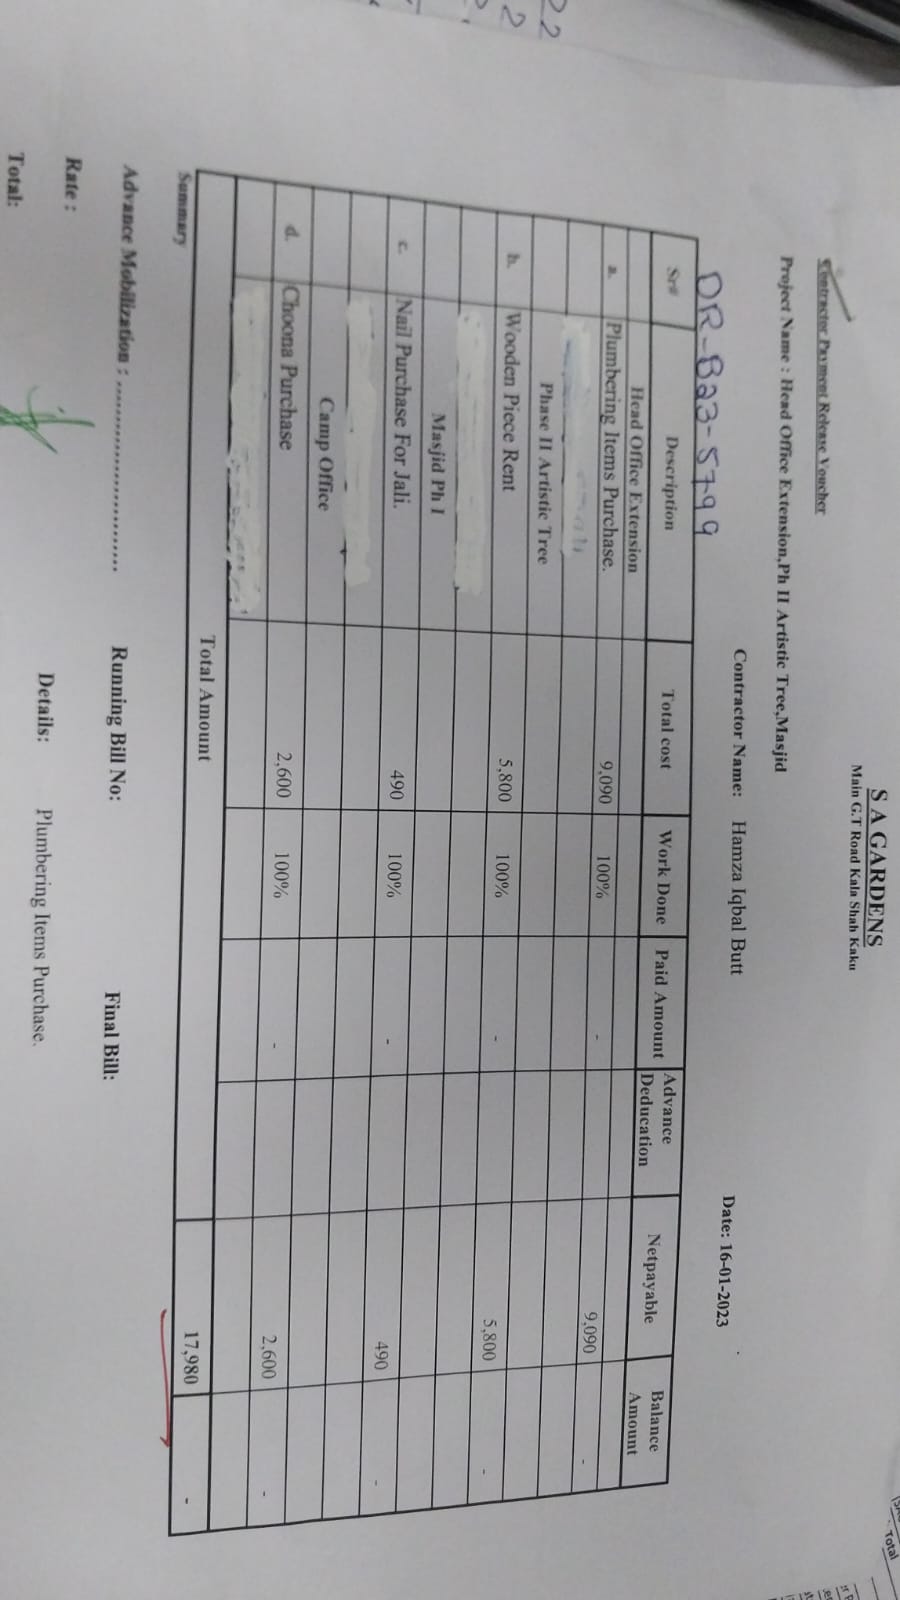 S A GARDENS
Main G.T Road Kala Shah Kaku
Contractor Payment Release Voucher
Project Name : Head Office Extension,Ph II Artistic Tree,Masjid
Contractor Name: Hamza Iqbal Butt Date: 16-01-2023
DR-B23-5799
Sr# Description Total cost Work Done Paid Amount Advance Deducation Netpayable Balance Amount
Head Office Extension
a. Plumbering Items Purchase. 9,090 100% - 9,090 -
Phase II Artistic Tree
b. Wooden Piece Rent 5,800 100% - 5,800 -
Masjid Ph I
c. Nail Purchase For Jali. 490 100% - 490 -
Camp Office
d. Choona Purchase 2,600 100% - 2,600 -
Total Amount 17,980 -
Summary
Advance Mobilization : ........................ Running Bill No: Final Bill:
Rate :
Details: Plumbering Items Purchase.
Total:
Total